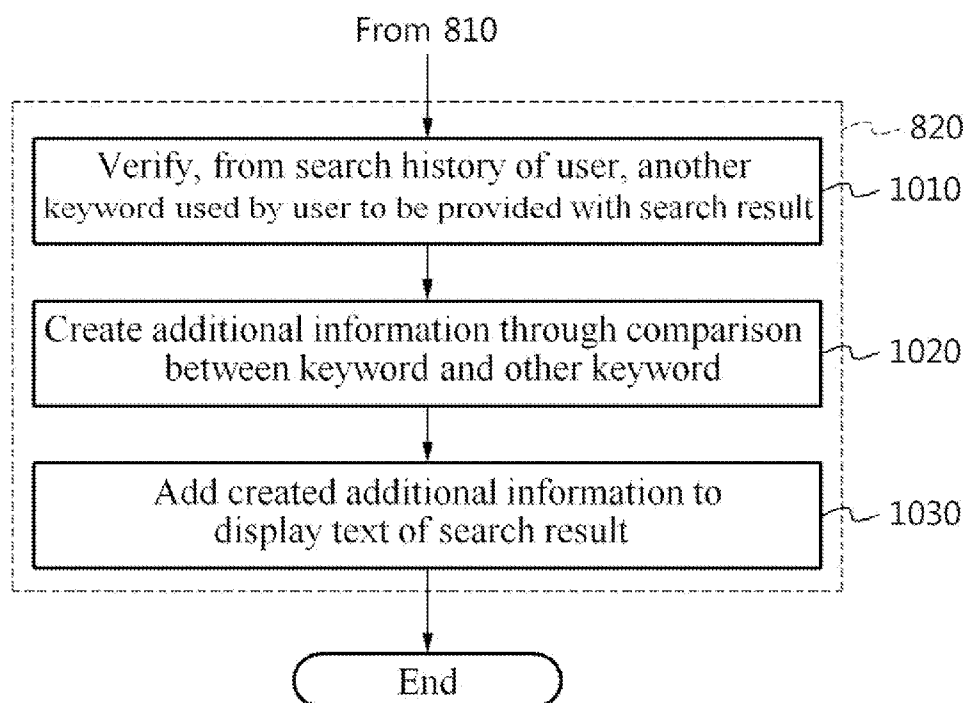 From 810
820
Verify, from search history of user, another
keyword used by user to be provided with search result
1010
Create additional information through comparison
between keyword and other keyword
1020
Add created additional information to
display text of search result
1030
End